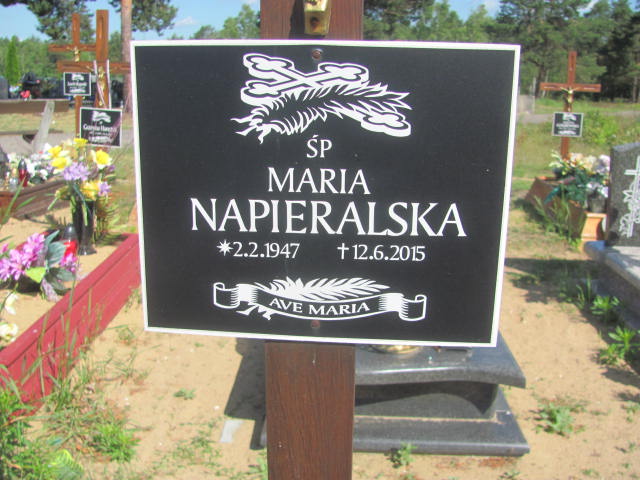 ŚP
MARIA
NAPIERALSKA
✶2.2.1947 †12.6.2015
AVE MARIA